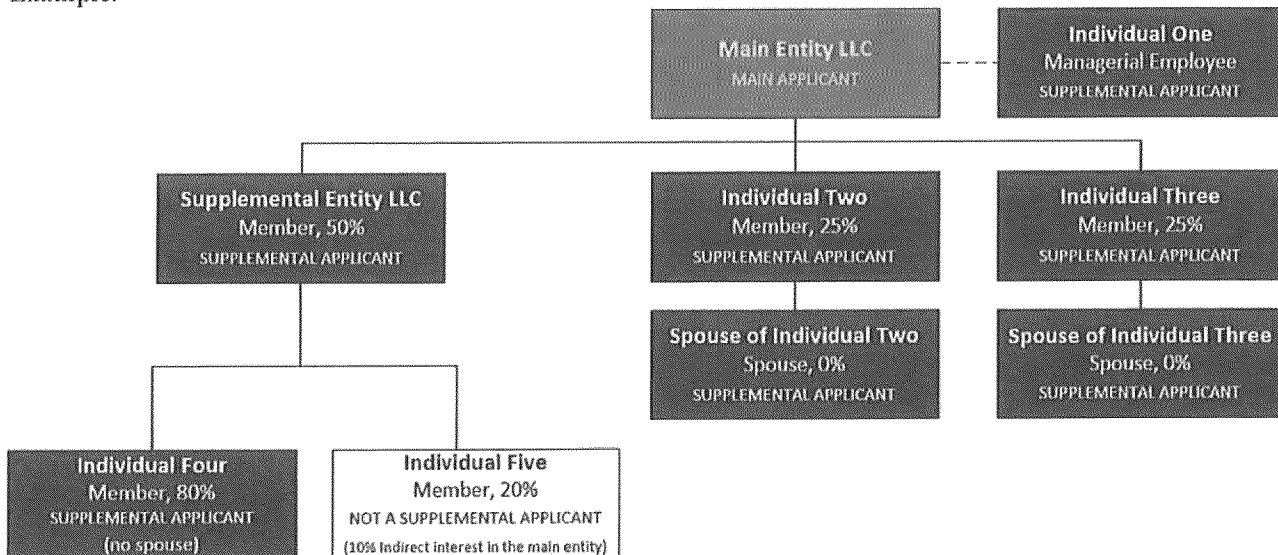 Example:
Main Entity LLC
MAIN APPLICANT
Individual One
Managerial Employee
SUPPLEMENTAL APPLICANT
Supplemental Entity LLC
Member, 50%
SUPPLEMENTAL APPLICANT
Individual Two
Member, 25%
SUPPLEMENTAL APPLICANT
Individual Three
Member, 25%
SUPPLEMENTAL APPLICANT
Spouse of Individual Two
Spouse, 0%
SUPPLEMENTAL APPLICANT
Spouse of Individual Three
Spouse, 0%
SUPPLEMENTAL APPLICANT
Individual Four
Member, 80%
SUPPLEMENTAL APPLICANT
(no spouse)
Individual Five
Member, 20%
NOT A SUPPLEMENTAL APPLICANT
(10% Indirect interest in the main entity)